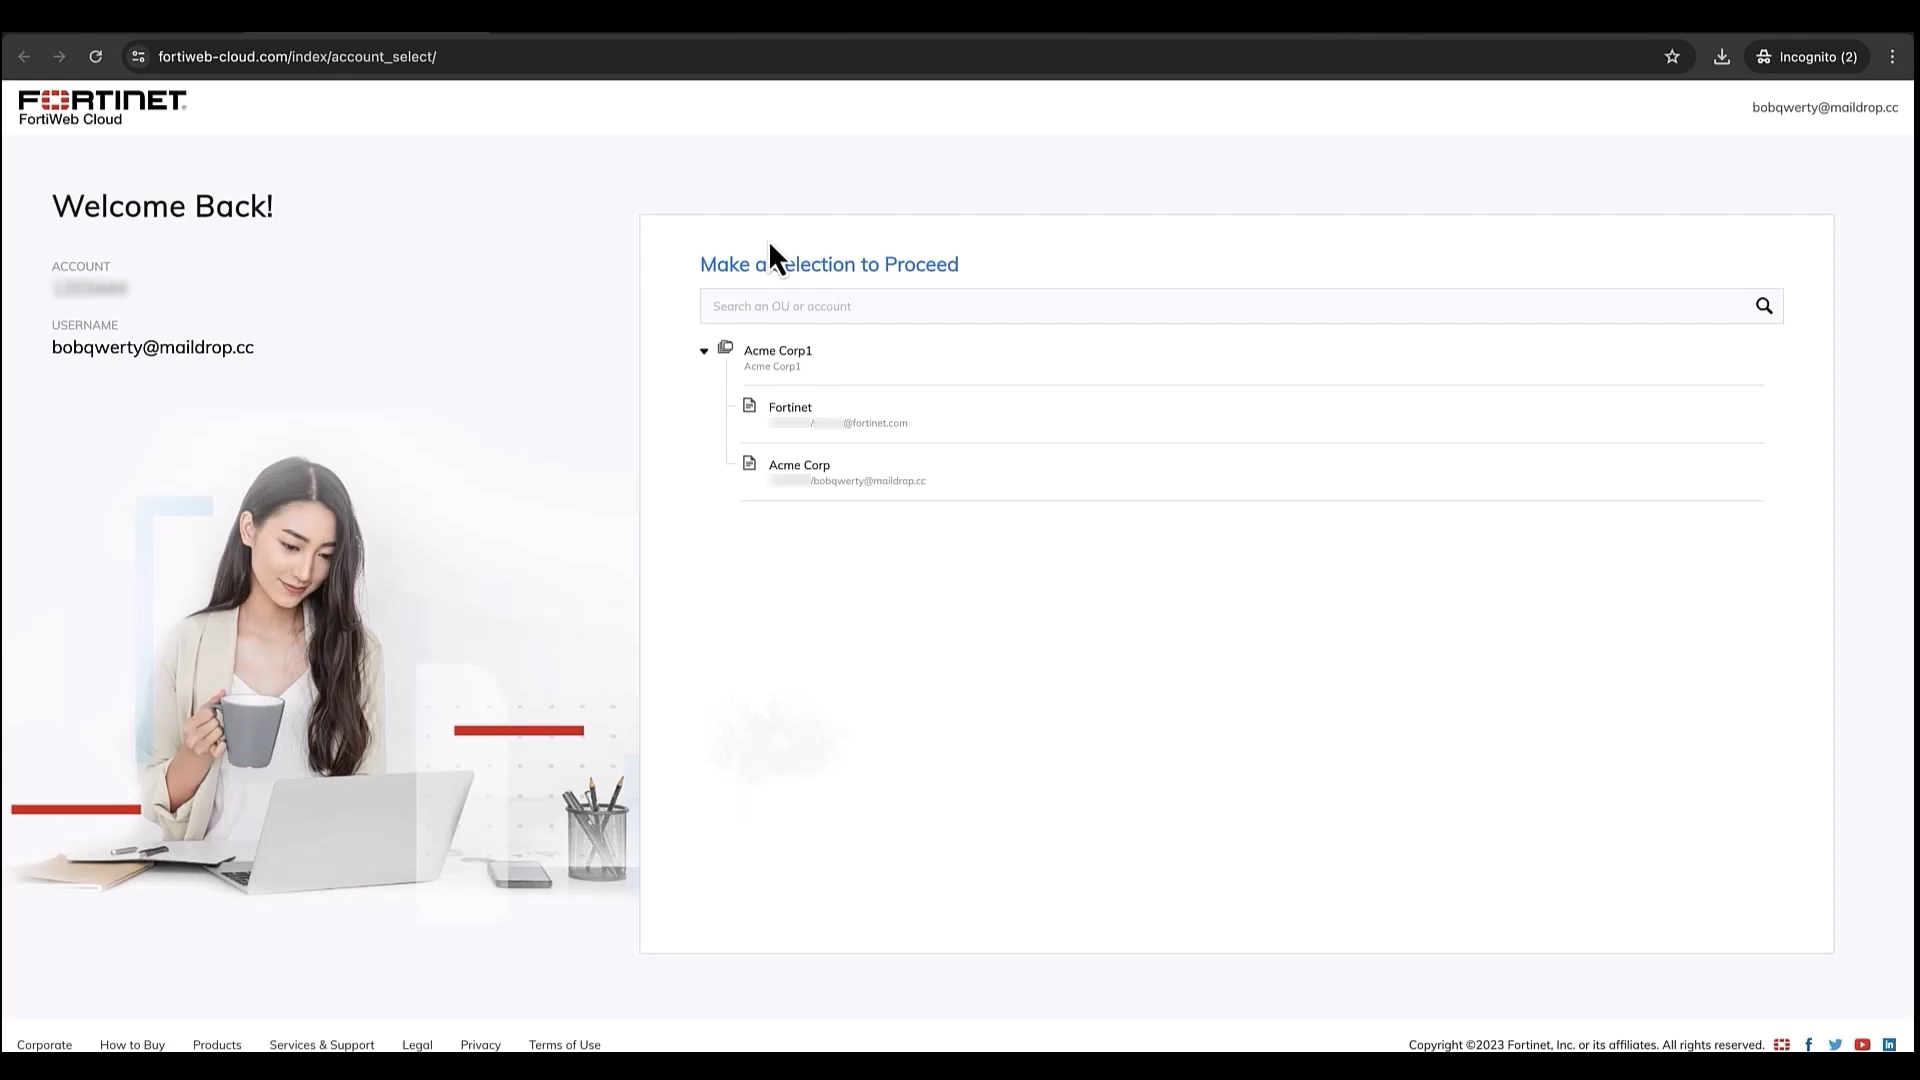 fortiweb-cloud.com/index/account_select/
Incognito (2)
FORTINET
FortiWeb Cloud
bobqwerty@maildrop.cc
Welcome Back!
ACCOUNT
USERNAME
bobqwerty@maildrop.cc
Make a election to Proceed
Search an OU or account
Acme Corp1
Acme Corp1
Fortinet
/ @fortinet.com
Acme Corp
/bobqwerty@maildrop.cc
Corporate How to Buy Products Services & Support Legal Privacy Terms of Use
Copyright ©2023 Fortinet, Inc. or its affiliates. All rights reserved.